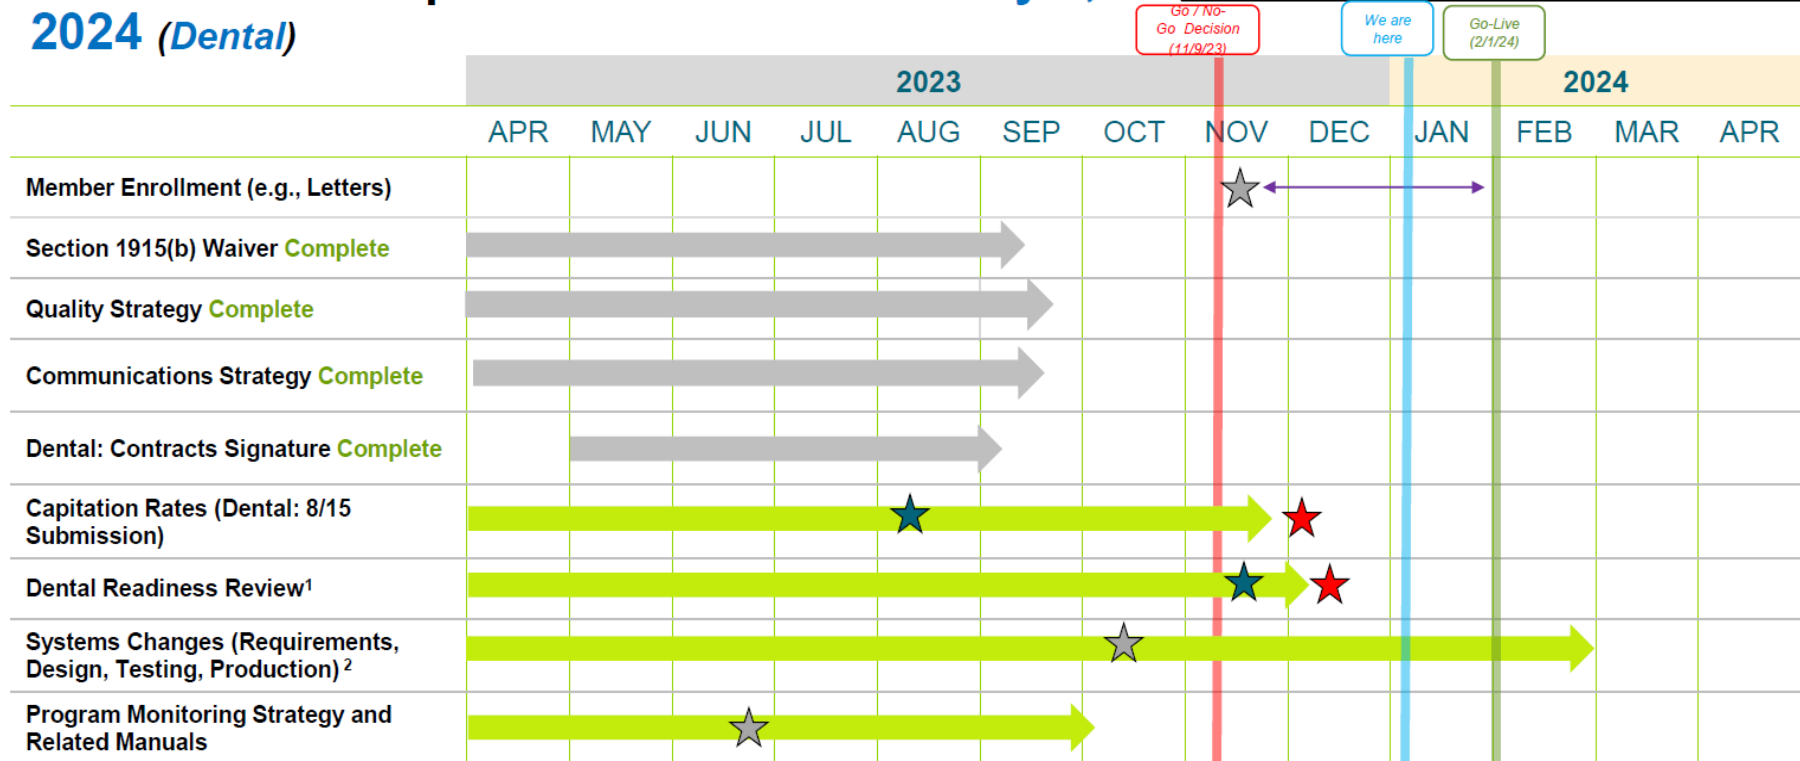 2024 (Dental)
Go / No-
Go Decision
(11/9/23)
We are
here
Go-Live
(2/1/24)
2023
2024
APR MAY JUN JUL AUG SEP OCT NOV DEC JAN FEB MAR APR
Member Enrollment (e.g., Letters)
Section 1915(b) Waiver Complete
Quality Strategy Complete
Communications Strategy Complete
Dental: Contracts Signature Complete
Capitation Rates (Dental: 8/15
Submission)
Dental Readiness Review¹
Systems Changes (Requirements,
Design, Testing, Production) ²
Program Monitoring Strategy and
Related Manuals